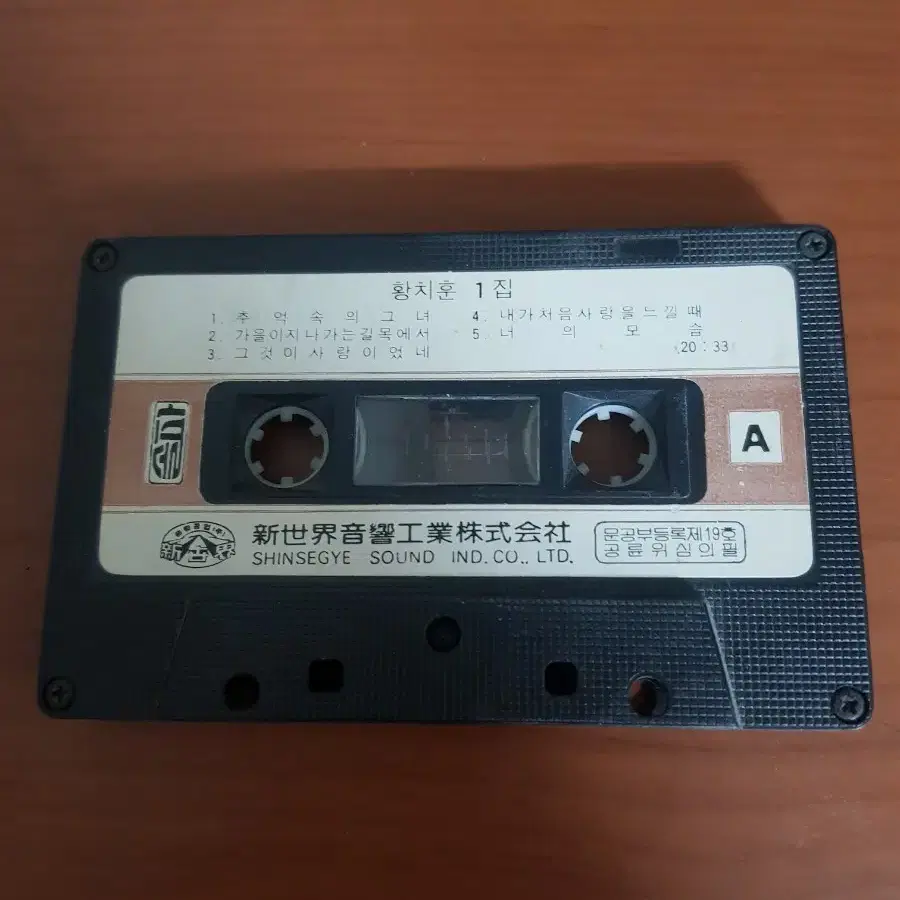 황치훈 1집
1. 추억속의그녀
2. 가을이지나가는길목에서
3. 그것이사랑이었네
4. 내가처음사랑을느낄때
5. 너의모습
20:33
A
新世界
新世界音響工業株式会社
SHINSEGYE SOUND IND. CO., LTD.
문공부등록제19호
공륜위심의필